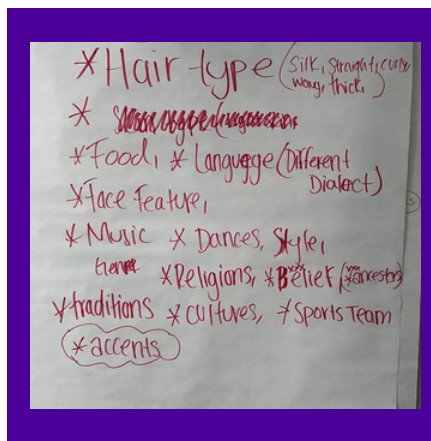 *Hair type (Silk, straight, curly
wavy, thick,)
*
*Food, * Languegge (Different
Dialect)
*Face Feature,
*Music * Dances, Style,
Genre
*Religions, *Belief (*ancestors)
*traditions *cultures, *Sports Team
*accents